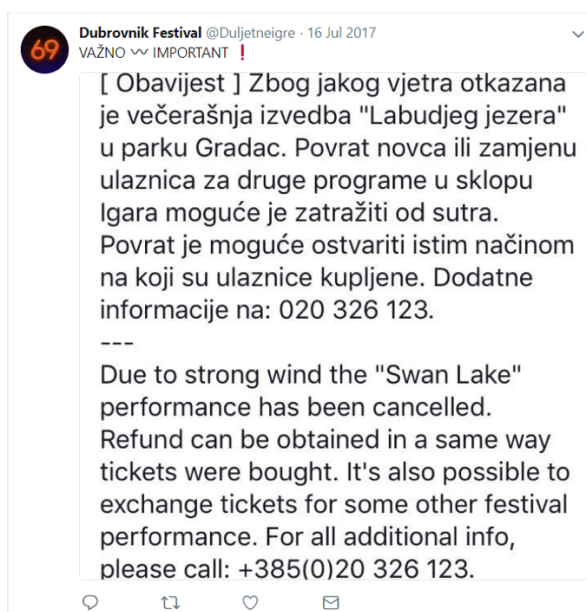 69
Dubrovnik Festival @Duljetneigre · 16 Jul 2017
VAŽNO 〰 IMPORTANT ❗
[ Obavijest ] Zbog jakog vjetra otkazana
je večerašnja izvedba "Labudjeg jezera"
u parku Gradac. Povrat novca ili zamjenu
ulaznica za druge programe u sklopu
Igara moguće je zatražiti od sutra.
Povrat je moguće ostvariti istim načinom
na koji su ulaznice kupljene. Dodatne
informacije na: 020 326 123.
---
Due to strong wind the "Swan Lake"
performance has been cancelled.
Refund can be obtained in a same way
tickets were bought. It's also possible to
exchange tickets for some other festival
performance. For all additional info,
please call: +385(0)20 326 123.